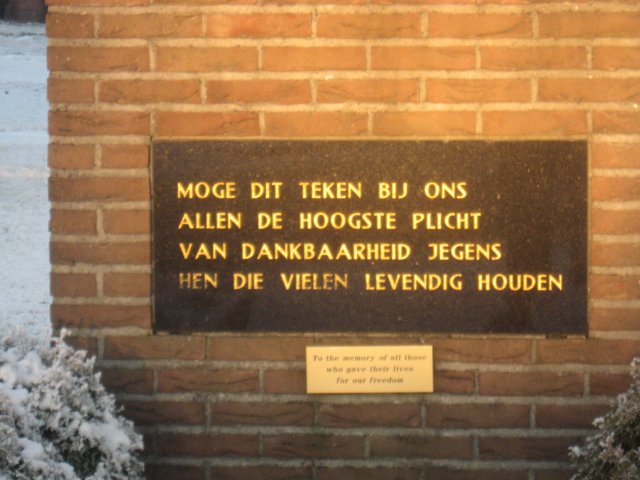 MOGE DIT TEKEN BIJ ONS
ALLEN DE HOOGSTE PLICHT
VAN DANKBAARHEID JEGENS
HEN DIE VIELEN LEVENDIG HOUDEN
To the memory of all those
who gave their lives
for our freedom